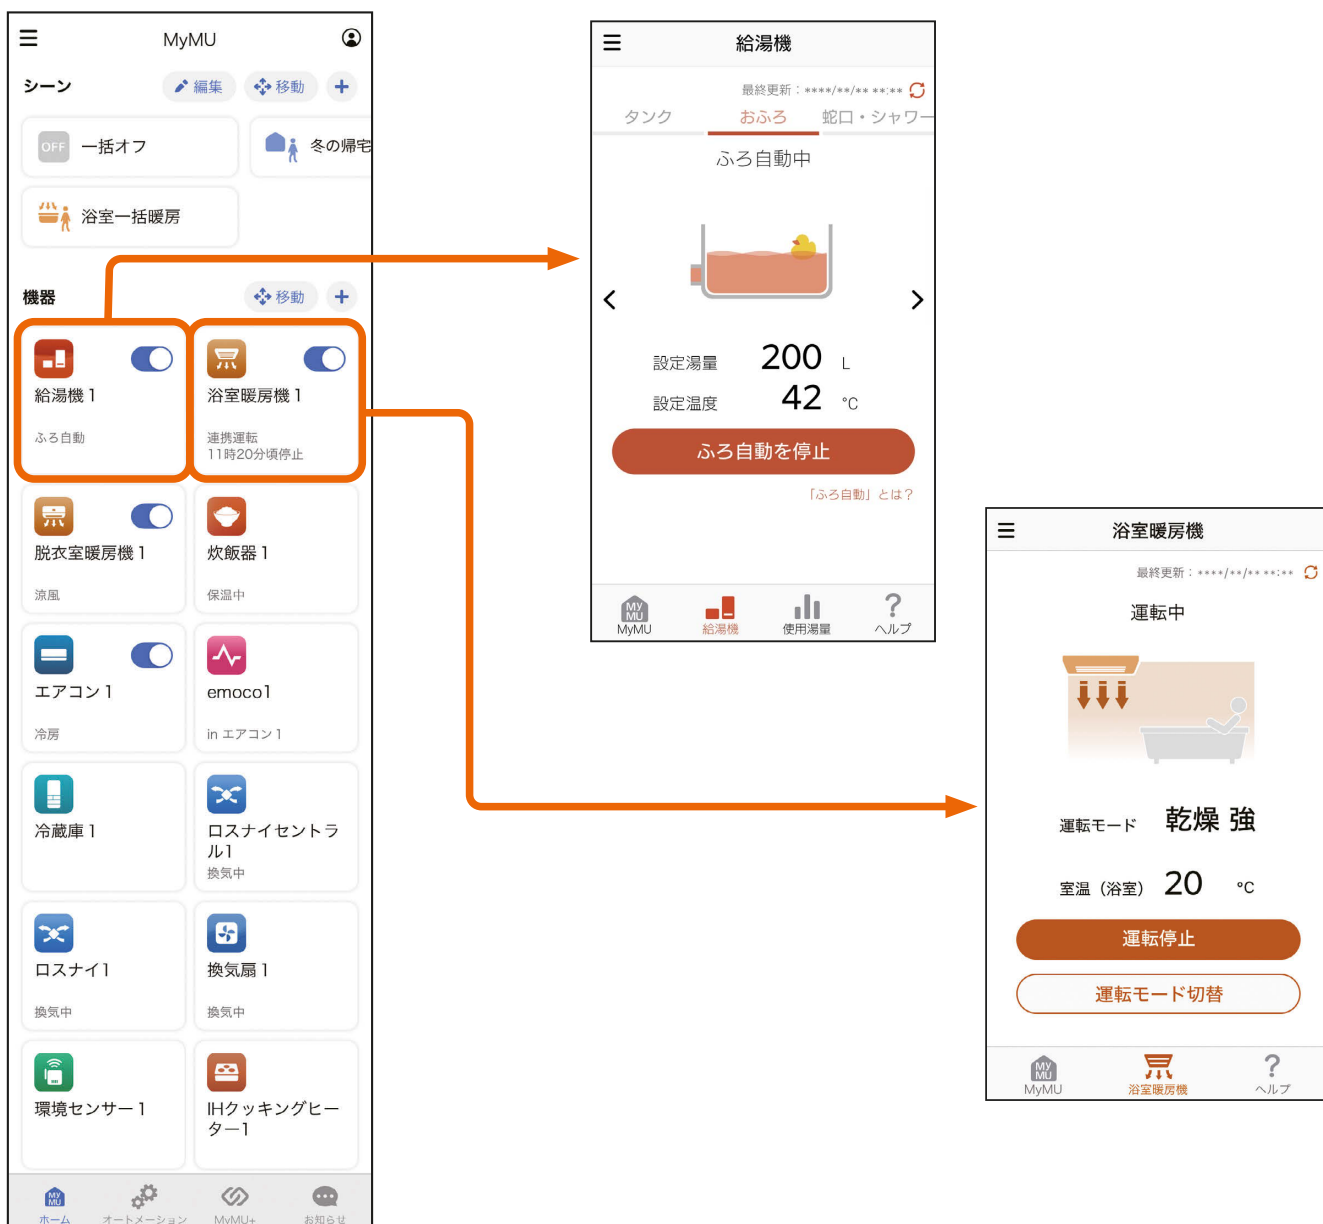 MyMU
シーン
編集
移動
OFF
一括オフ
冬の帰宅
浴室一括暖房
機器
移動
給湯機 1
ふろ自動
浴室暖房機 1
連携運転
11時20分頃停止
脱衣室暖房機 1
涼風
炊飯器 1
保温中
エアコン 1
冷房
emoco1
in エアコン 1
冷蔵庫 1
ロスナイセントラ
ル1
換気中
ロスナイ1
換気中
換気扇 1
換気中
環境センサー 1
IHクッキングヒー
ター1
MY
MU
ホーム
オートメーション
MyMU+
お知らせ
給湯機
最終更新：****/**/** **:**
タンク
おふろ
蛇口・シャワー
ふろ自動中
設定湯量 200 L
設定温度 42 °C
ふろ自動を停止
「ふろ自動」とは？
MY
MU
MyMU
給湯機
使用湯量
?
ヘルプ
浴室暖房機
最終更新：****/**/** **:**
運転中
運転モード 乾燥 強
室温（浴室） 20 °C
運転停止
運転モード切替
MY
MU
MyMU
浴室暖房機
?
ヘルプ